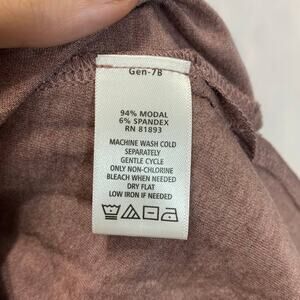 Gen-7B
94% MODAL
6% SPANDEX
RN 81893
MACHINE WASH COLD
SEPARATELY
GENTLE CYCLE
ONLY NON-CHLORINE
BLEACH WHEN NEEDED
DRY FLAT
LOW IRON IF NEEDED